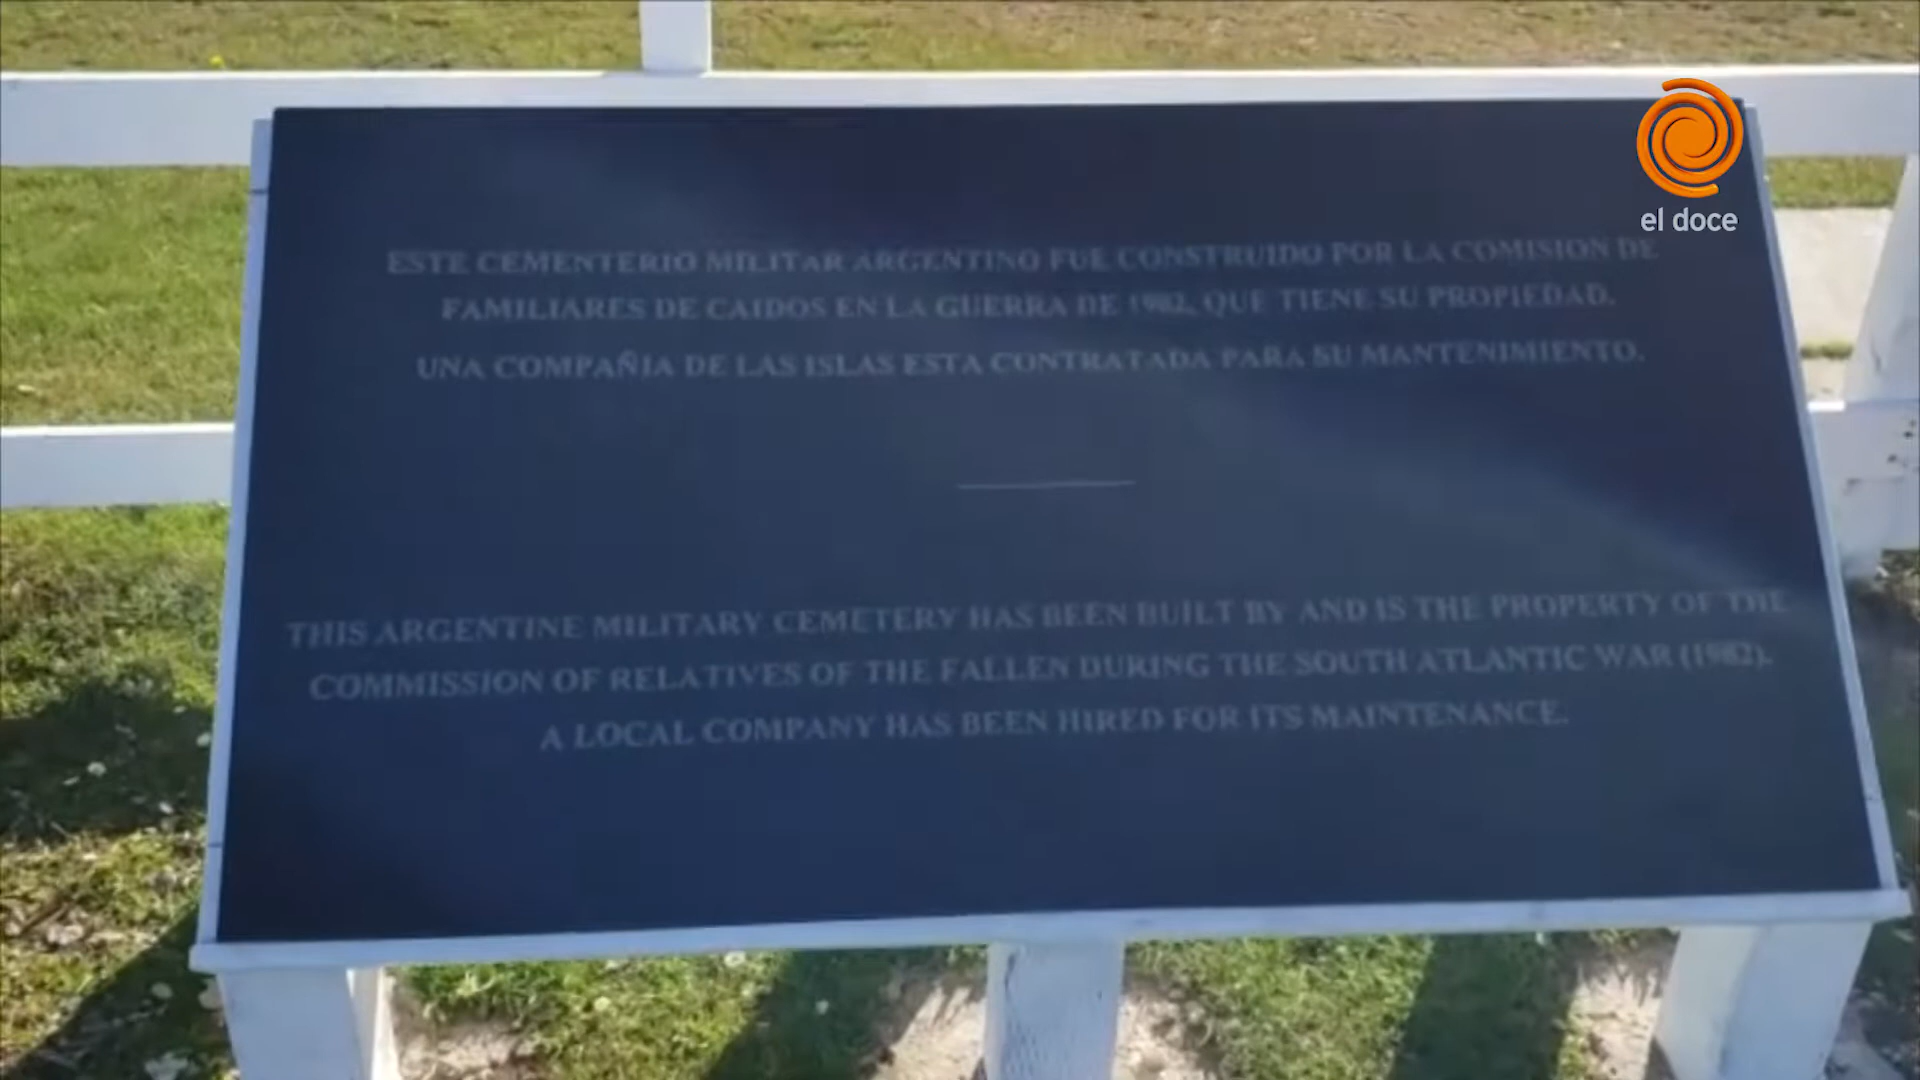 el doce
ESTE CEMENTERIO MILITAR ARGENTINO FUE CONSTRUIDO POR LA COMISION DE
FAMILIARES DE CAIDOS EN LA GUERRA DE 1982, QUE TIENE SU PROPIEDAD.
UNA COMPAÑIA DE LAS ISLAS ESTA CONTRATADA PARA SU MANTENIMIENTO.
THIS ARGENTINE MILITARY CEMETERY HAS BEEN BUILT BY AND IS THE PROPERTY OF THE
COMMISSION OF RELATIVES OF THE FALLEN DURING THE SOUTH ATLANTIC WAR (1982).
A LOCAL COMPANY HAS BEEN HIRED FOR ITS MAINTENANCE.